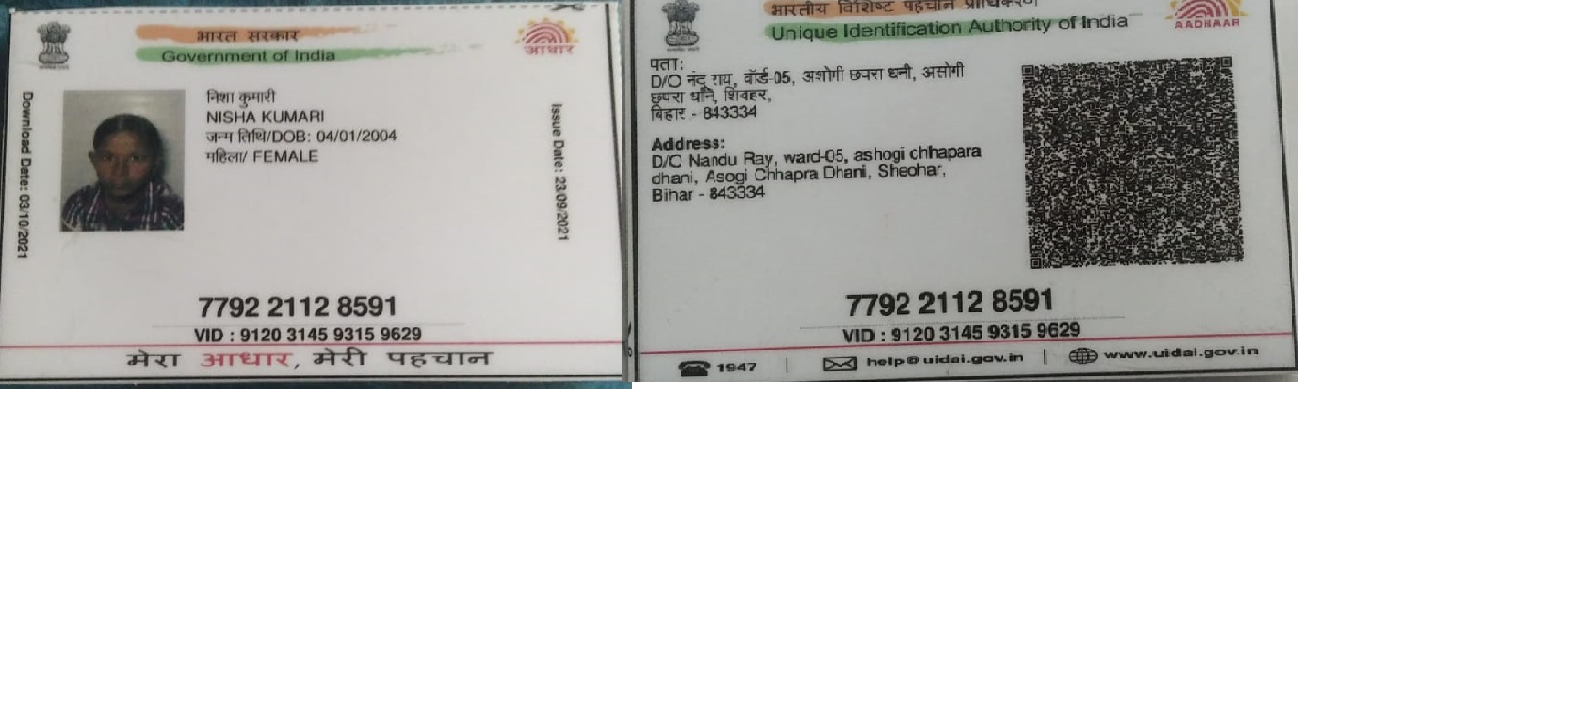 भारत सरकार
Government of India
आधार
Download Date: 03/10/2021
निशा कुमारी
NISHA KUMARI
जन्म तिथि/DOB: 04/01/2004
महिला/ FEMALE
Issue Date: 23/09/2021
7792 2112 8591
VID : 9120 3145 9315 9629
मेरा आधार, मेरी पहचान
भारतीय विशिष्ट पहचान प्राधिकरण
Unique Identification Authority of India
AADHAAR
पता:
D/O नंदू राय, वॉर्ड-05, अशोगी छपरा धनी, असोगी
छपरा धनि, शिवहर,
बिहार - 843334
Address:
D/O Nandu Ray, ward-05, ashogi chhapara
dhani, Asogi Chhapra Dhani, Sheohar,
Bihar - 843334
7792 2112 8591
VID : 9120 3145 9315 9629
1947
help@uidai.gov.in
www.uidai.gov.in